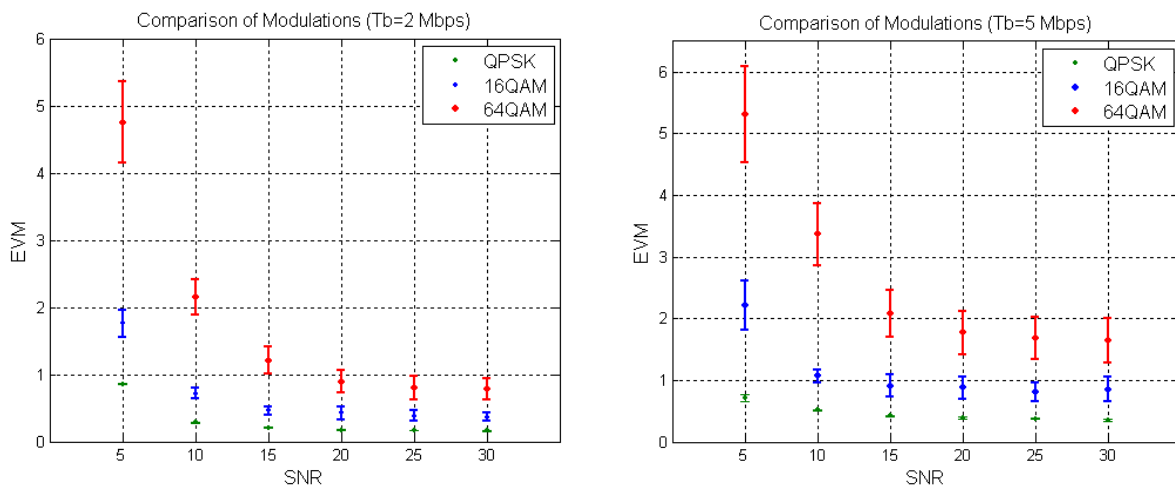 Comparison of Modulations (Tb=2 Mbps)
6
5
4
3
2
1
0
EVM
5 10 15 20 25 30
SNR
QPSK
16QAM
64QAM
Comparison of Modulations (Tb=5 Mbps)
6
5
4
3
2
1
0
EVM
5 10 15 20 25 30
SNR
QPSK
16QAM
64QAM